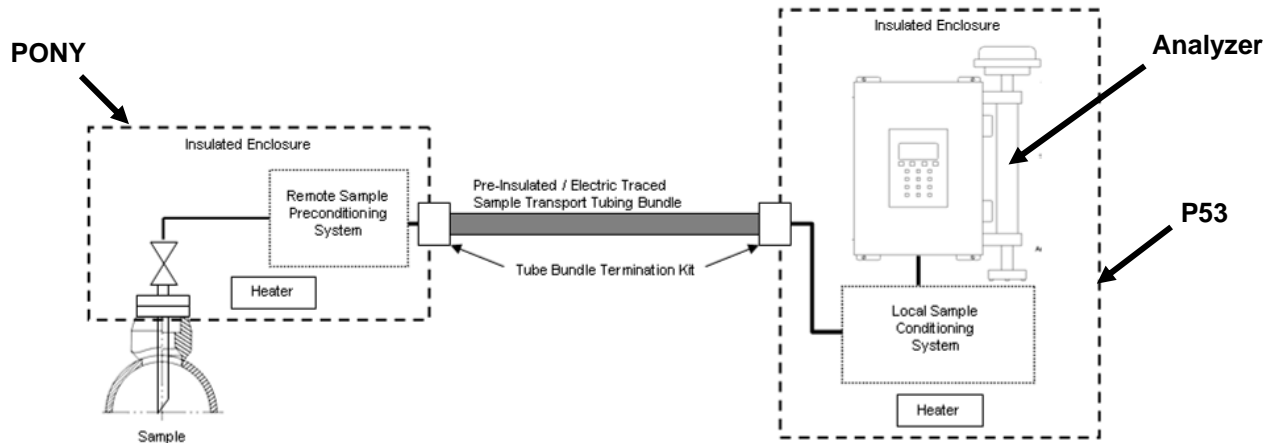 PONY
Insulated Enclosure
Remote Sample
Preconditioning
System
Heater
Sample
Pre-Insulated / Electric Traced
Sample Transport Tubing Bundle
Tube Bundle Termination Kit
Insulated Enclosure
Analyzer
P53
Local Sample
Conditioning
System
Heater